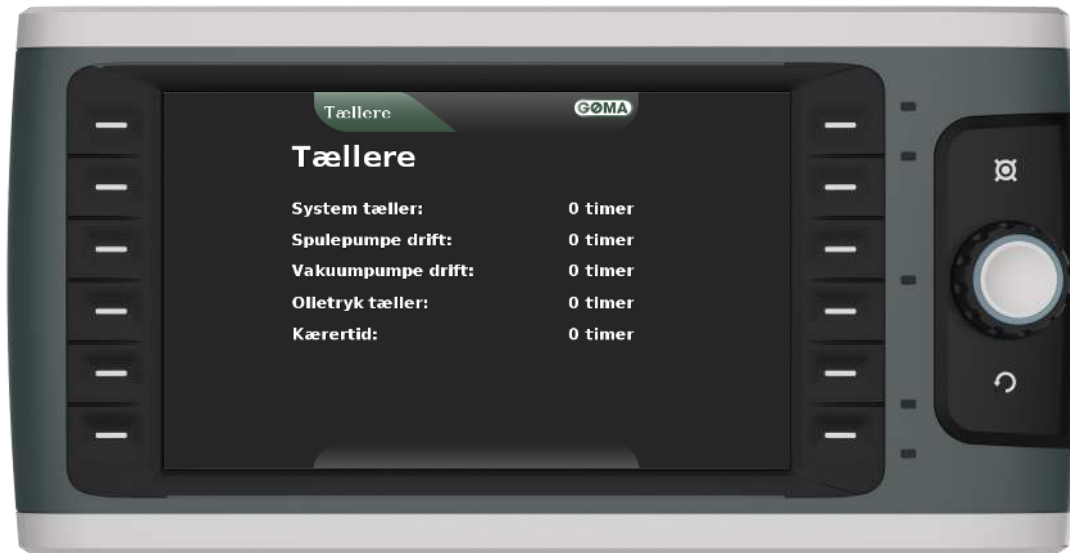 Tællere
GØMA
Tællere
System tæller: 0 timer
Spulepumpe drift: 0 timer
Vakuumpumpe drift: 0 timer
Olietryk tæller: 0 timer
Kærertid: 0 timer